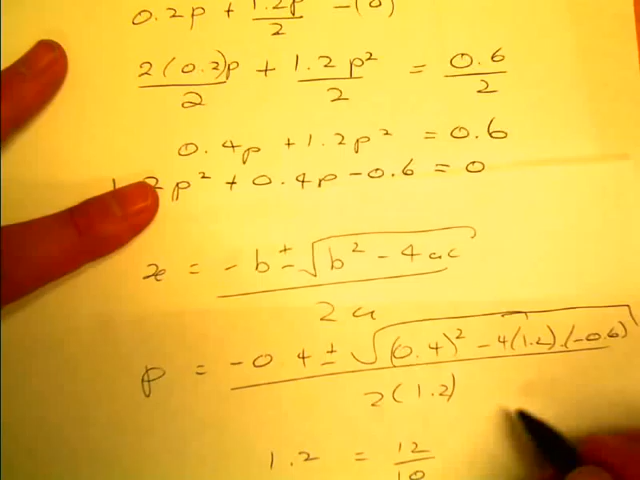 0.2p + 1.2p/2 - (0)
2(0.2)p/2 + 1.2p²/2 = 0.6/2
0.4p + 1.2p² = 0.6
1.2p² + 0.4p - 0.6 = 0
x = -b ± √(b² - 4ac) / 2a
p = -0.4 ± √((0.4)² - 4(1.2).(-0.6)) / 2(1.2)
1.2 = 12/10